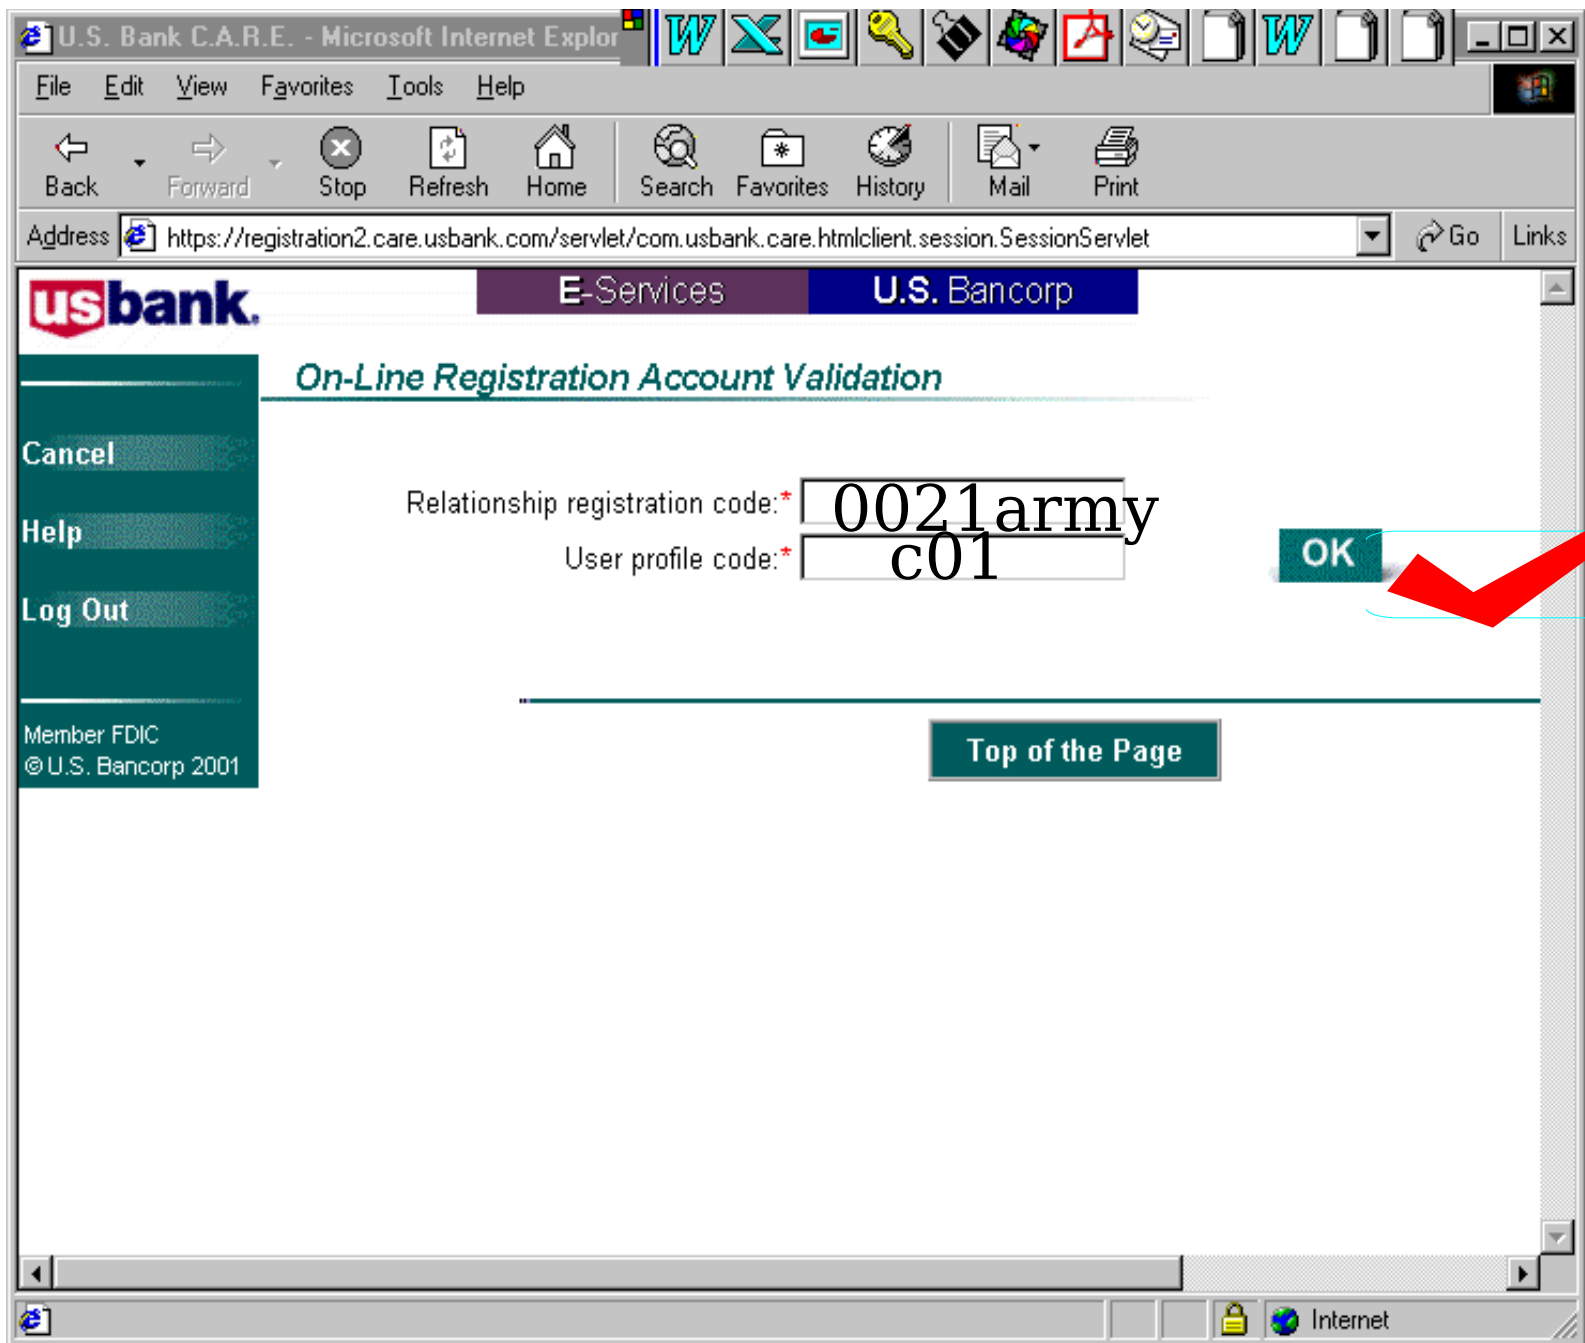 U.S. Bank C.A.R.E. - Microsoft Internet Explor
File Edit View Favorites Tools Help
Back Forward Stop Refresh Home Search Favorites History Mail Print
Address https://registration2.care.usbank.com/servlet/com.usbank.care.htmlclient.session.SessionServlet Go Links
usbank. E-Services U.S. Bancorp
On-Line Registration Account Validation
Cancel
Relationship registration code:* 0021army
Help
User profile code:* c01
OK
Log Out
Member FDIC
© U.S. Bancorp 2001
Top of the Page
Internet